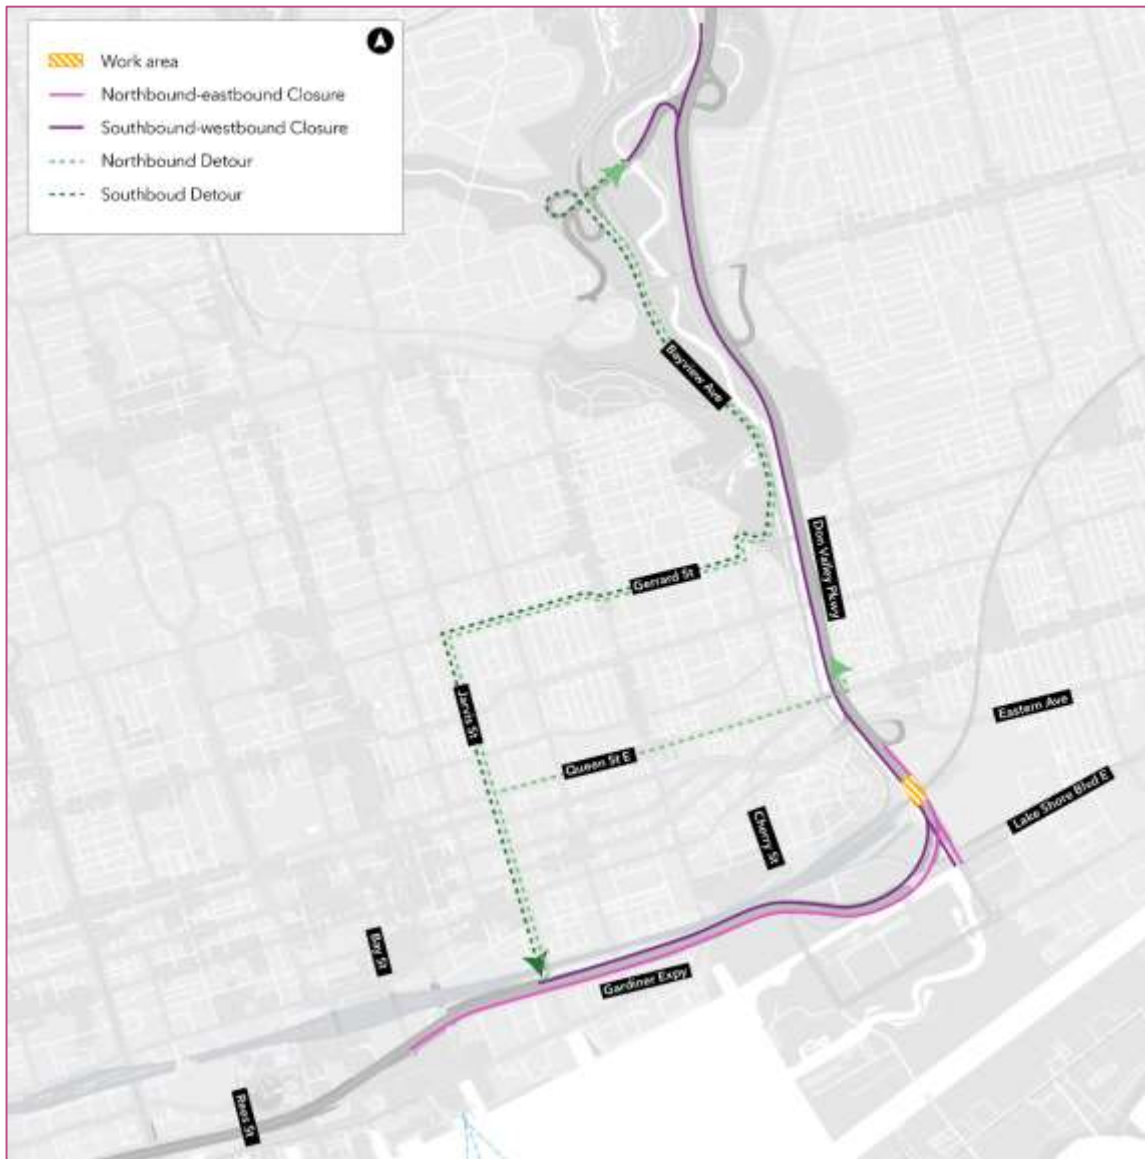 Work area
Northbound-eastbound Closure
Southbound-westbound Closure
Northbound Detour
Southboud Detour
Bayview Ave
Don Valley Pkwy
Gerrard St
Jarvis St
Eastern Ave
Queen St E
Lake Shore Blvd E
Cherry St
Bay St
Gardiner Expy
Rees St